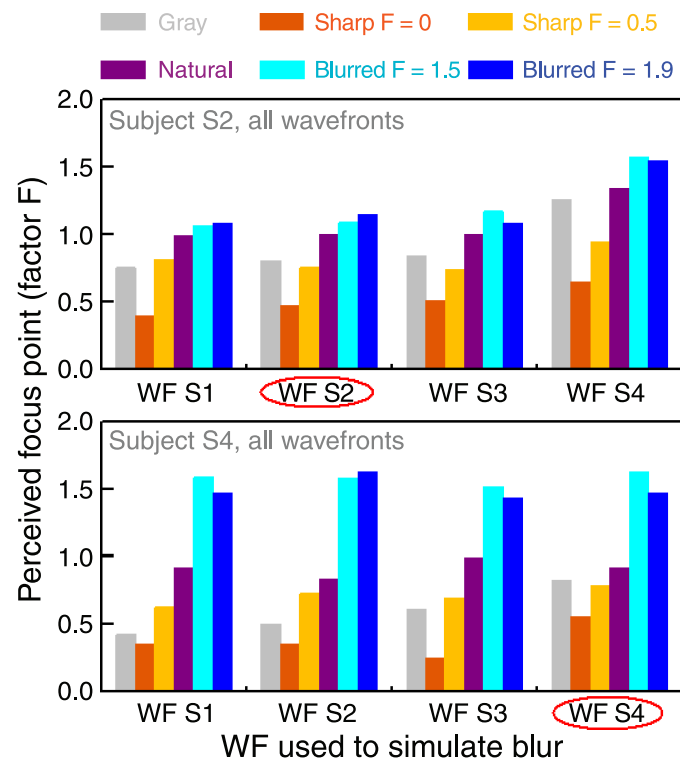 Gray Sharp F = 0 Sharp F = 0.5
Natural Blurred F = 1.5 Blurred F = 1.9
Perceived focus point (factor F)
Subject S2, all wavefronts
2.0
1.5
1.0
0.5
0.0
WF S1 WF S2 WF S3 WF S4
Subject S4, all wavefronts
2.0
1.5
1.0
0.5
0.0
WF S1 WF S2 WF S3 WF S4
WF used to simulate blur